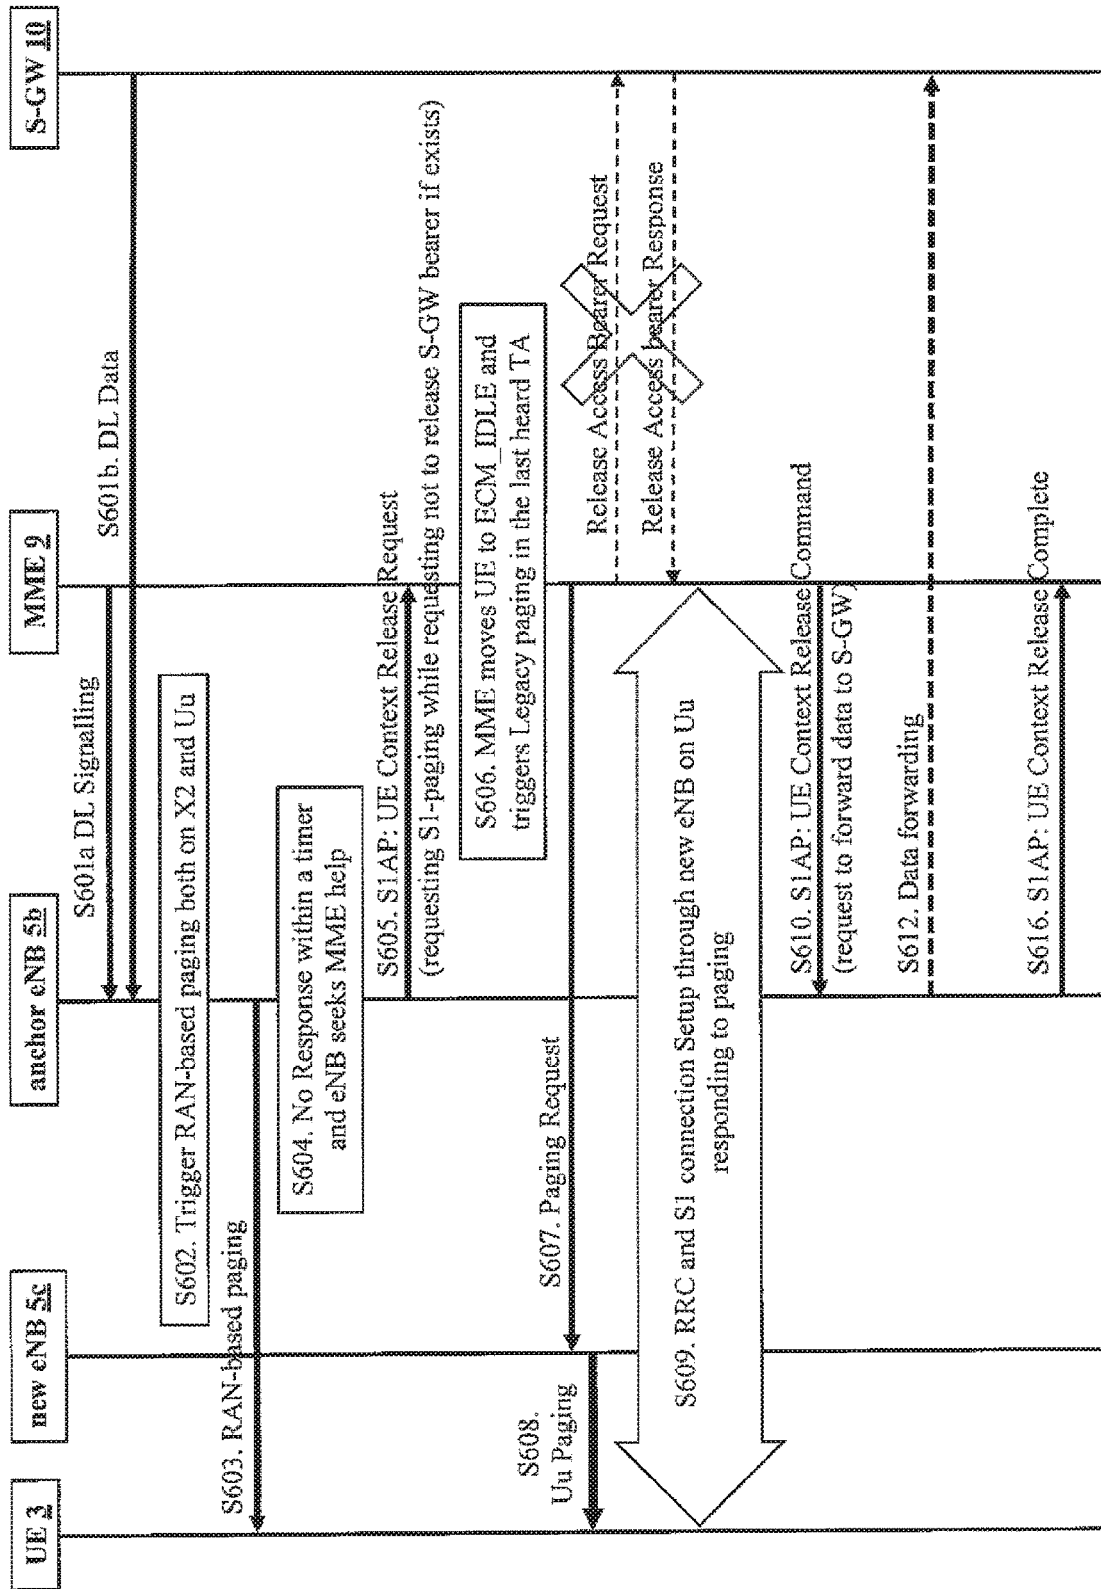 UE 3
new eNB 5c
anchor eNB 5b
MME 9
S-GW 10
S601a DL Signalling
S601b. DL Data
S602. Trigger RAN-based paging both on X2 and Uu
S603. RAN-based paging
S604. No Response within a timer
and eNB seeks MME help
S605. S1AP: UE Context Release Request
(requesting S1-paging while requesting not to release S-GW bearer if exists)
S606. MME moves UE to ECM_IDLE and
triggers Legacy paging in the last heard TA
S607. Paging Request
S608.
Uu Paging
Release Access Bearer Request
Release Access bearer Response
S609. RRC and S1 connection Setup through new eNB on Uu
responding to paging
S610. S1AP: UE Context Release Command
(request to forward data to S-GW)
S612. Data forwarding
S616. S1AP: UE Context Release Complete